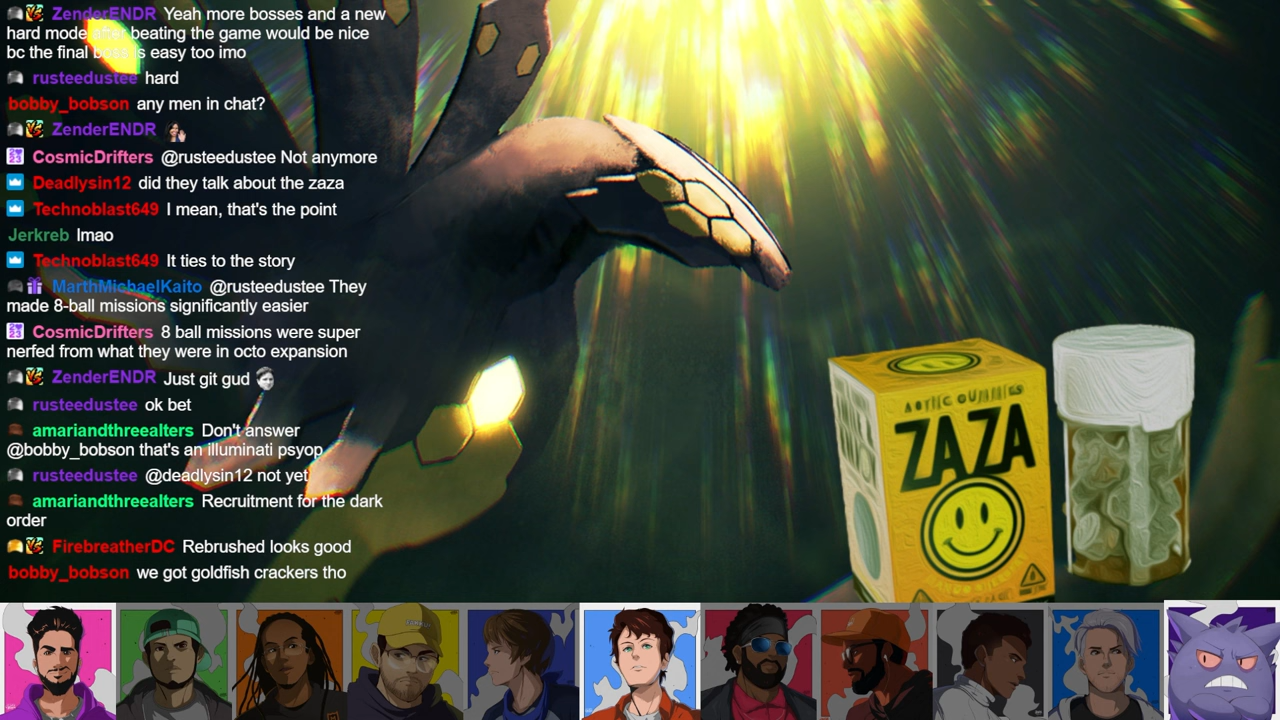 ZenderENDR Yeah more bosses and a new
hard mode after beating the game would be nice
bc the final boss is easy too imo
rusteedustee hard
bobby_bobson any men in chat?
ZenderENDR
CosmicDrifters @rusteedustee Not anymore
Deadlysin12 did they talk about the zaza
Technoblast649 I mean, that's the point
Jerkreb lmao
Technoblast649 It ties to the story
MarthMichaelKaito @rusteedustee They
made 8-ball missions significantly easier
CosmicDrifters 8 ball missions were super
nerfed from what they were in octo expansion
ZenderENDR Just git gud
rusteedustee ok bet
amariandthreealters Don't answer
@bobby_bobson that's an illuminati psyop
rusteedustee @deadlysin12 not yet
amariandthreealters Recruitment for the dark
order
FirebreatherDC Rebrushed looks good
bobby_bobson we got goldfish crackers tho
ZAZA